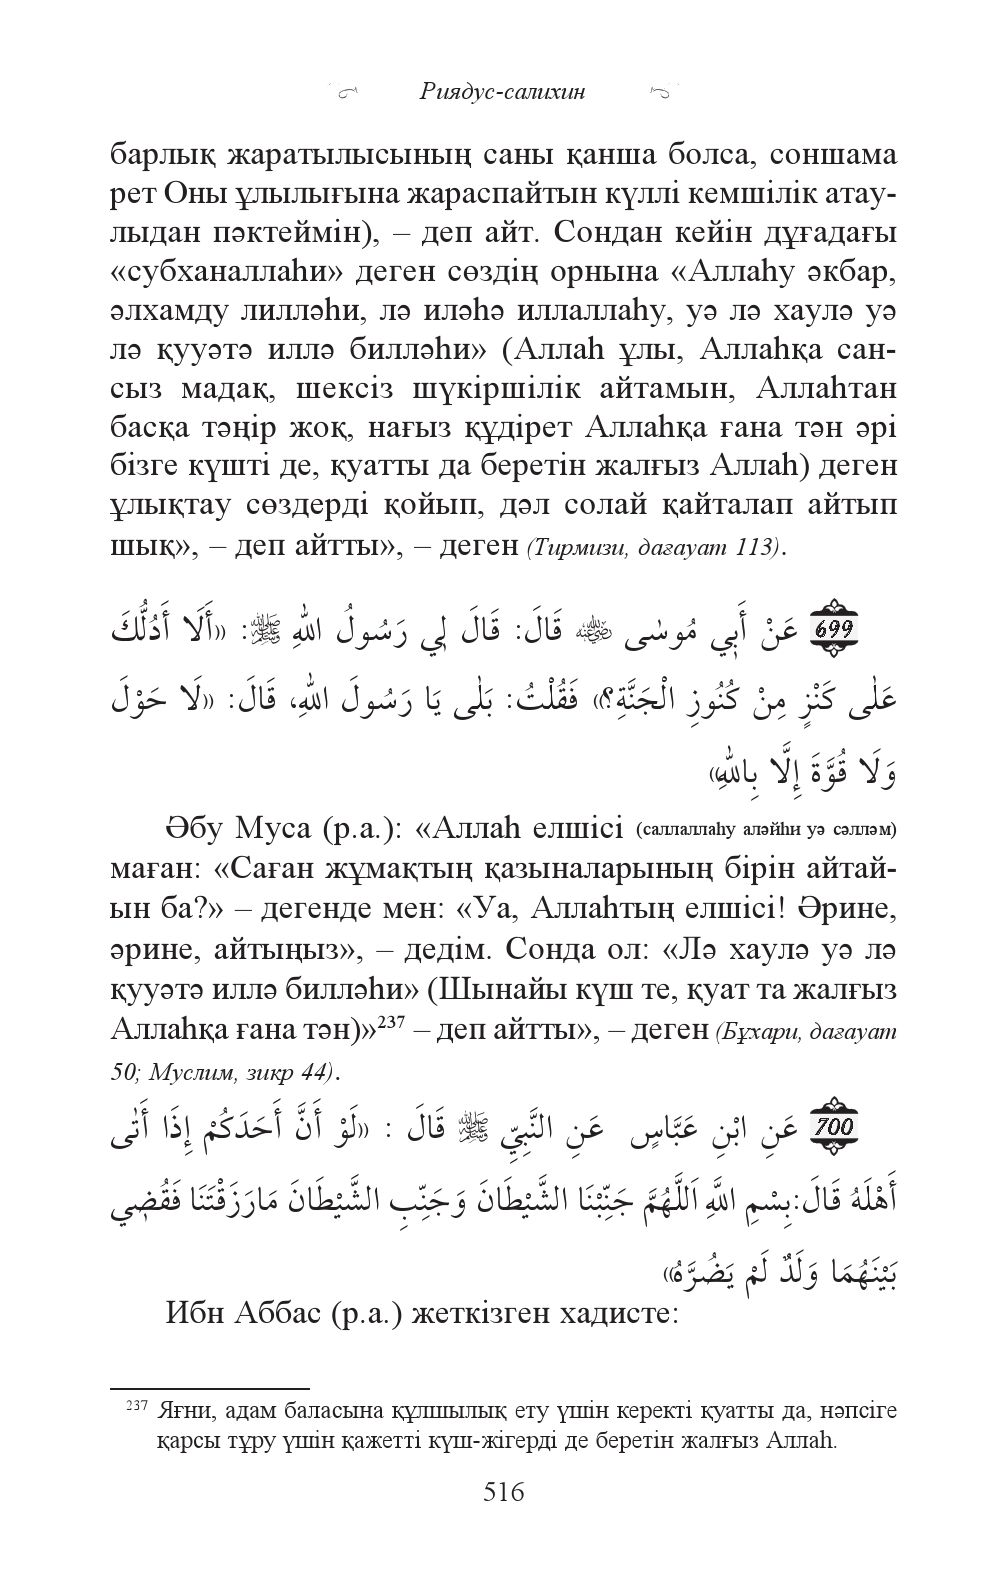 Риядус-салихин
барлық жаратылысының саны қанша болса, соншама
рет Оны ұлылығына жараспайтын күллі кемшілік атау-
лыдан пәктеймін), – деп айт. Сондан кейін дұғадағы
«субханаллаһи» деген сөздің орнына «Аллаһу әкбар,
әлхамду лилләһи, лә иләһә иллаллаһу, уә лә хаулә уә
лә қууәтә иллә билләһи» (Аллаһ ұлы, Аллаһқа сан-
сыз мадақ, шексіз шүкіршілік айтамын, Аллаһтан
басқа тәңір жоқ, нағыз құдірет Аллаһқа ғана тән әрі
бізге күшті де, қуатты да беретін жалғыз Аллаһ) деген
ұлықтау сөздерді қойып, дәл солай қайталап айтып
шық», – деп айтты», – деген (Тирмизи, дағауат 113).
699 عَنْ أَبِي مُوسٰى ﵁ قَالَ: قَالَ لِي رَسُولُ اللهِ ﷺ: «أَلَا أَدُلُّكَ
عَلٰى كَنْزٍ مِنْ كُنُوزِ الْجَنَّةِ؟» فَقُلْتُ: بَلٰى يَا رَسُولَ اللهِ، قَالَ: «لَا حَوْلَ
وَلَا قُوَّةَ إِلَّا بِاللهِ»
Әбу Муса (р.а.): «Аллаһ елшісі (саллаллаһу аләйһи уә сәлләм)
маған: «Саған жұмақтың қазыналарының бірін айтай-
ын ба?» – дегенде мен: «Уа, Аллаһтың елшісі! Әрине,
әрине, айтыңыз», – дедім. Сонда ол: «Лә хаулә уә лә
қууәтә иллә билләһи» (Шынайы күш те, қуат та жалғыз
Аллаһқа ғана тән)»237 – деп айтты», – деген (Бұхари, дағауат
50; Муслим, зикр 44).
700 عَنِ ابْنِ عَبَّاسٍ عَنِ النَّبِيِّ ﷺ قَالَ : «لَوْ أَنَّ أَحَدَكُمْ إِذَا أَتٰى
أَهْلَهُ قَالَ:بِسْمِ اللَّهِ اَللَّهُمَّ جَنِّبْنَا الشَّيْطَانَ وَجَنِّبِ الشَّيْطَانَ مَارَزَقْتَنَا فَقُضِي
بَيْنَهُمَا وَلَدٌ لَمْ يَضُرَّهُ»
Ибн Аббас (р.а.) жеткізген хадисте:
237 Яғни, адам баласына құлшылық ету үшін керекті қуатты да, нәпсіге
қарсы тұру үшін қажетті күш-жігерді де беретін жалғыз Аллаһ.
516